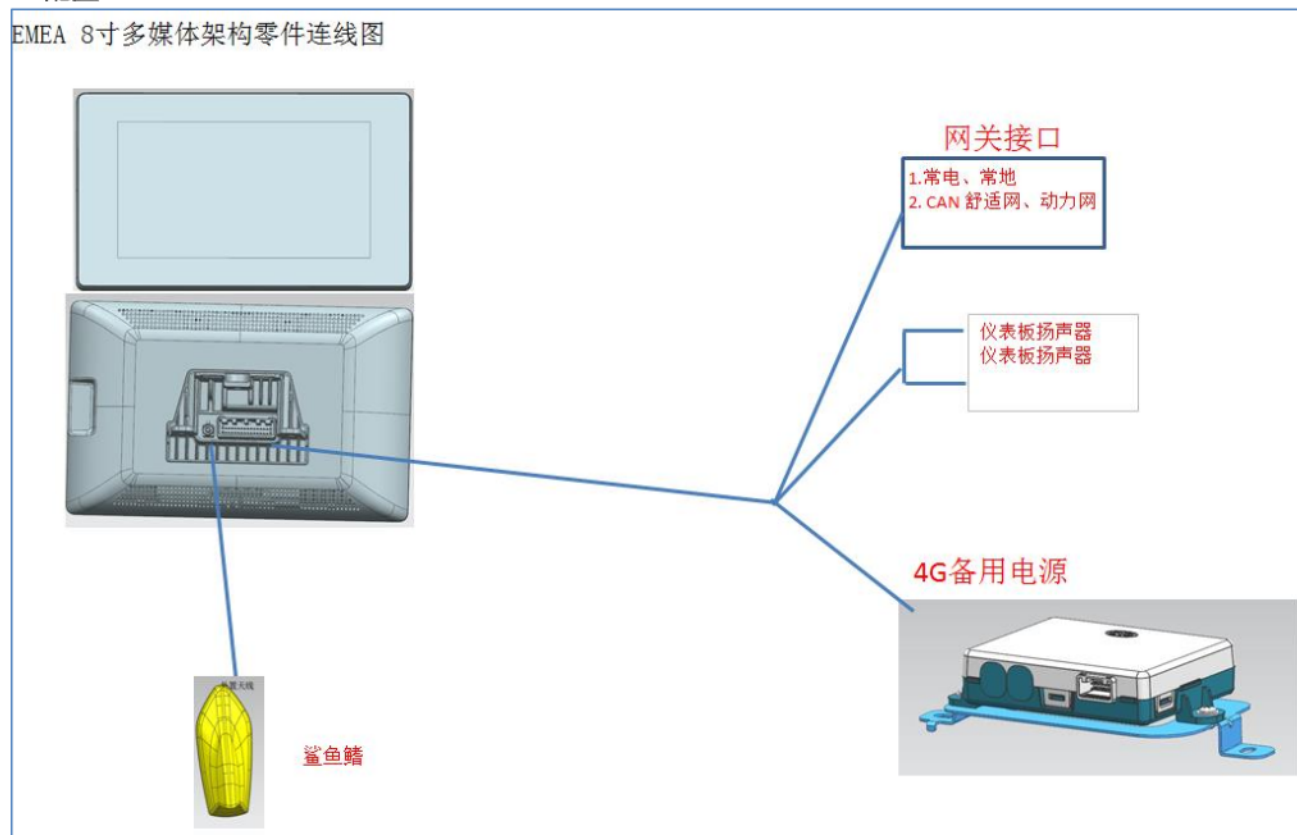 EMEA 8寸多媒体架构零件连线图
网关接口
1.常电、常地
2. CAN 舒适网、动力网
仪表板扬声器
仪表板扬声器
4G备用电源
鲨鱼鳍